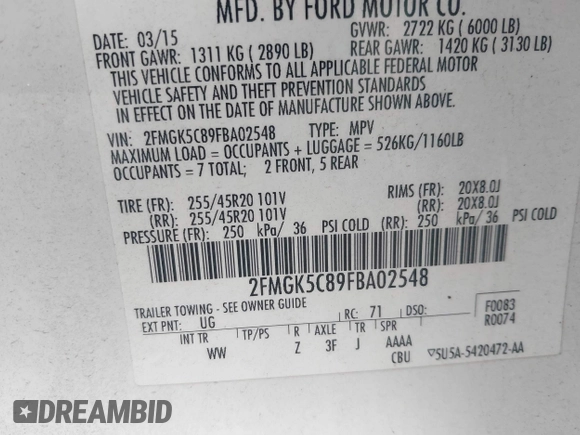 MFD. BY FORD MOTOR CO.
DATE: 03/15 GVWR: 2722 KG ( 6000 LB)
FRONT GAWR: 1311 KG ( 2890 LB) REAR GAWR: 1420 KG ( 3130 LB)
THIS VEHICLE CONFORMS TO ALL APPLICABLE FEDERAL MOTOR
VEHICLE SAFETY AND THEFT PREVENTION STANDARDS
IN EFFECT ON THE DATE OF MANUFACTURE SHOWN ABOVE.
VIN: 2FMGK5C89FBA02548 TYPE: MPV
MAXIMUM LOAD = OCCUPANTS + LUGGAGE = 526KG/1160LB
OCCUPANTS = 7 TOTAL; 2 FRONT, 5 REAR
TIRE (FR): 255/45R20 101V RIMS (FR): 20X8.0J
(RR): 255/45R20 101V (RR): 20X8.0J
PRESSURE (FR): 250 kPa/ 36 PSI COLD (RR): 250 kPa/ 36 PSI COLD
2FMGK5C89FBA02548
TRAILER TOWING - SEE OWNER GUIDE
EXT PNT: UG RC: 71 DSO: F0083
R0074
INT TR TP/PS R AXLE TR SPR
WW Z 3F J AAAA
CBU ▽5U5A-5420472-AA
DREAMBID